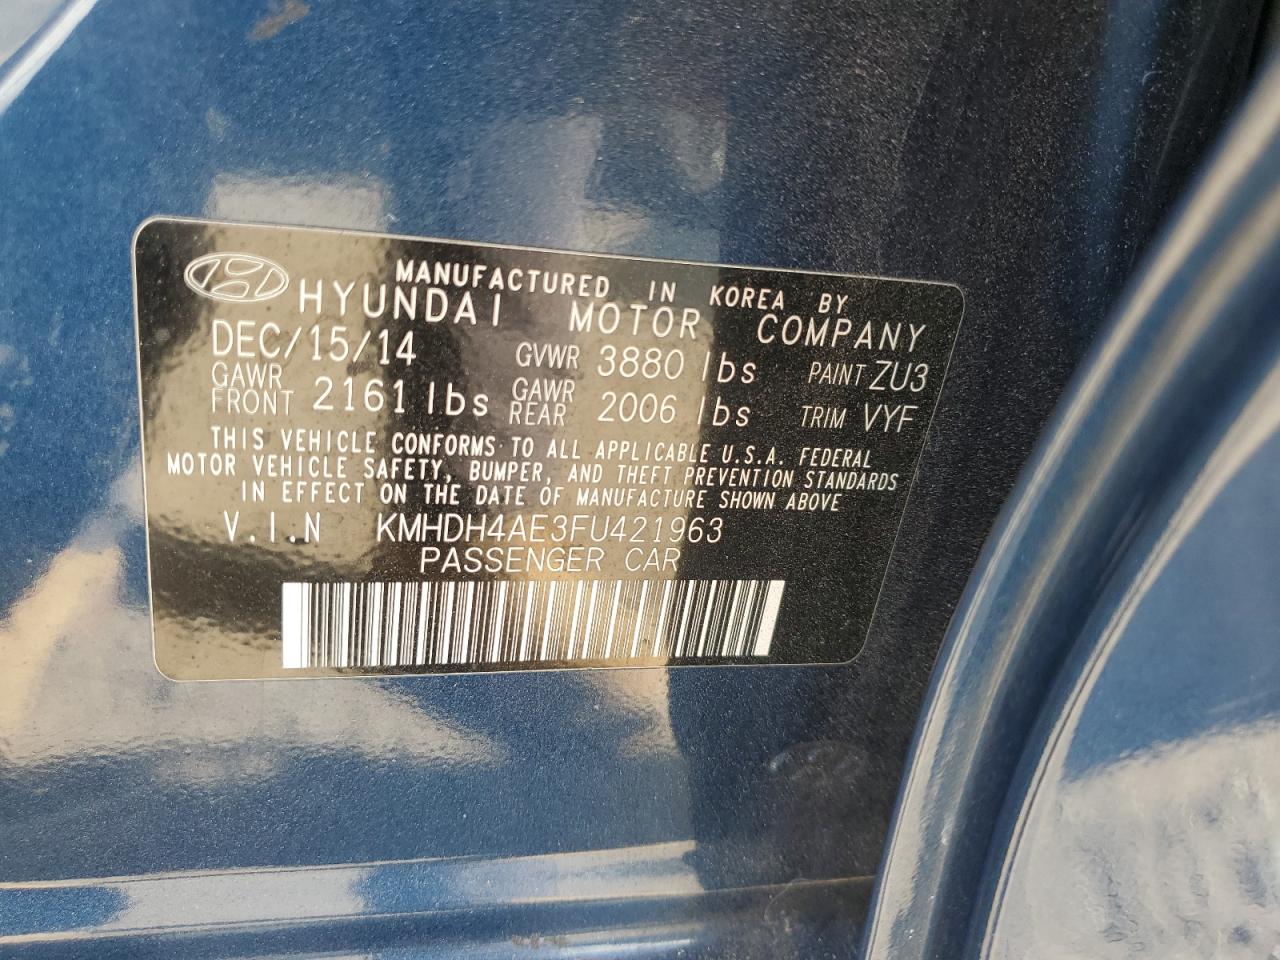 MANUFACTURED IN KOREA BY
HYUNDAI MOTOR COMPANY
DEC/15/14 GVWR 3880 lbs PAINT ZU3
GAWR FRONT 2161 lbs GAWR REAR 2006 lbs TRIM VYF
THIS VEHICLE CONFORMS TO ALL APPLICABLE U.S.A. FEDERAL
MOTOR VEHICLE SAFETY, BUMPER, AND THEFT PREVENTION STANDARDS
IN EFFECT ON THE DATE OF MANUFACTURE SHOWN ABOVE
V.I.N KMHDH4AE3FU421963
PASSENGER CAR